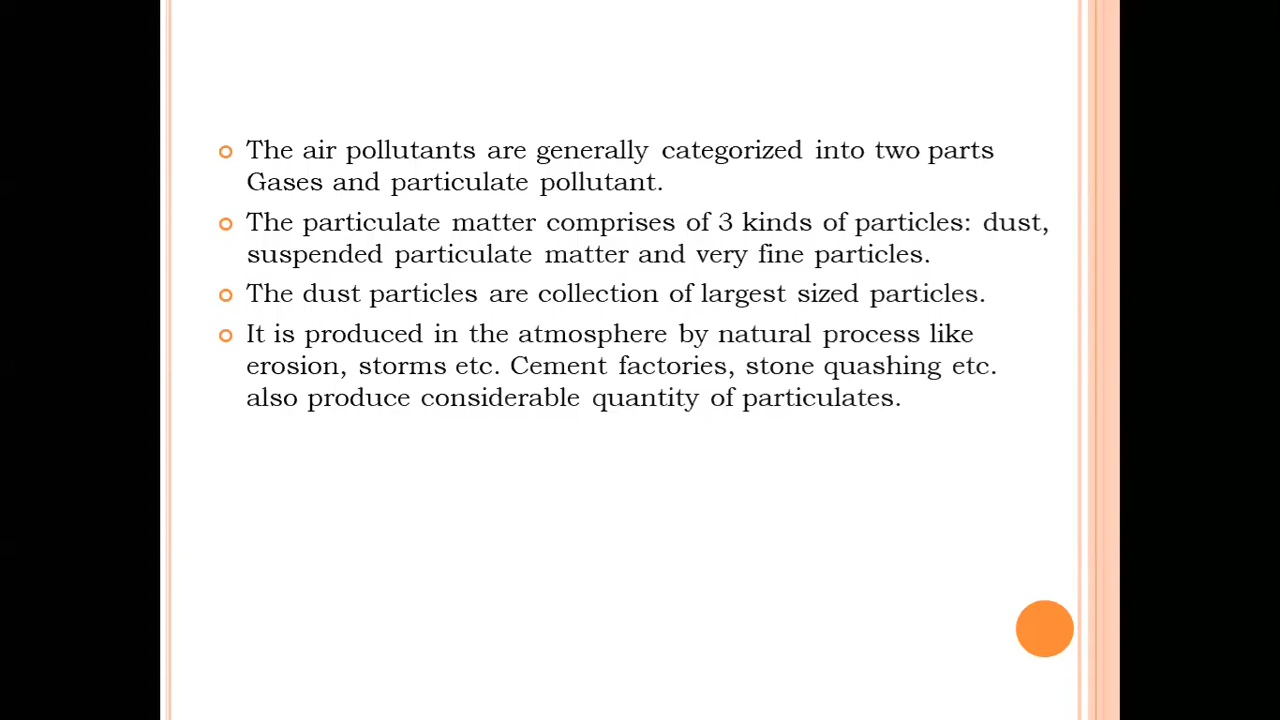 The air pollutants are generally categorized into two parts
Gases and particulate pollutant.
The particulate matter comprises of 3 kinds of particles: dust,
suspended particulate matter and very fine particles.
The dust particles are collection of largest sized particles.
It is produced in the atmosphere by natural process like
erosion, storms etc. Cement factories, stone quashing etc.
also produce considerable quantity of particulates.